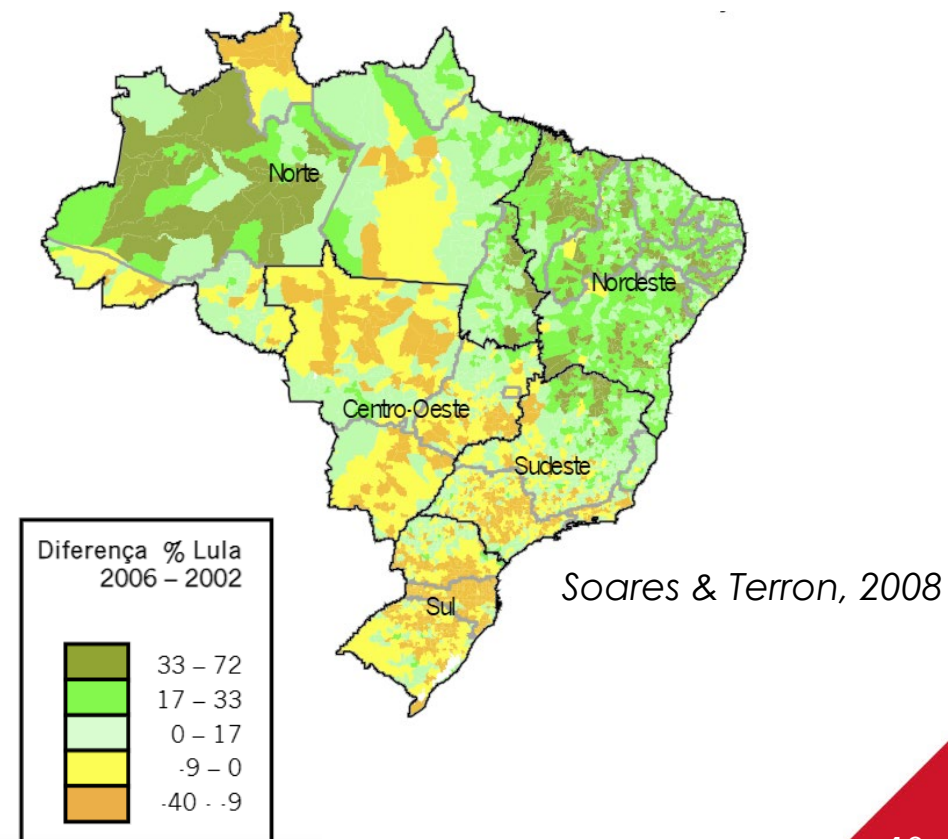 Norte
Nordeste
Centro-Oeste
Sudeste
Sul
Soares & Terron, 2008
Diferença % Lula
2006 – 2002
33 – 72
17 – 33
0 – 17
-9 – 0
-40 - -9